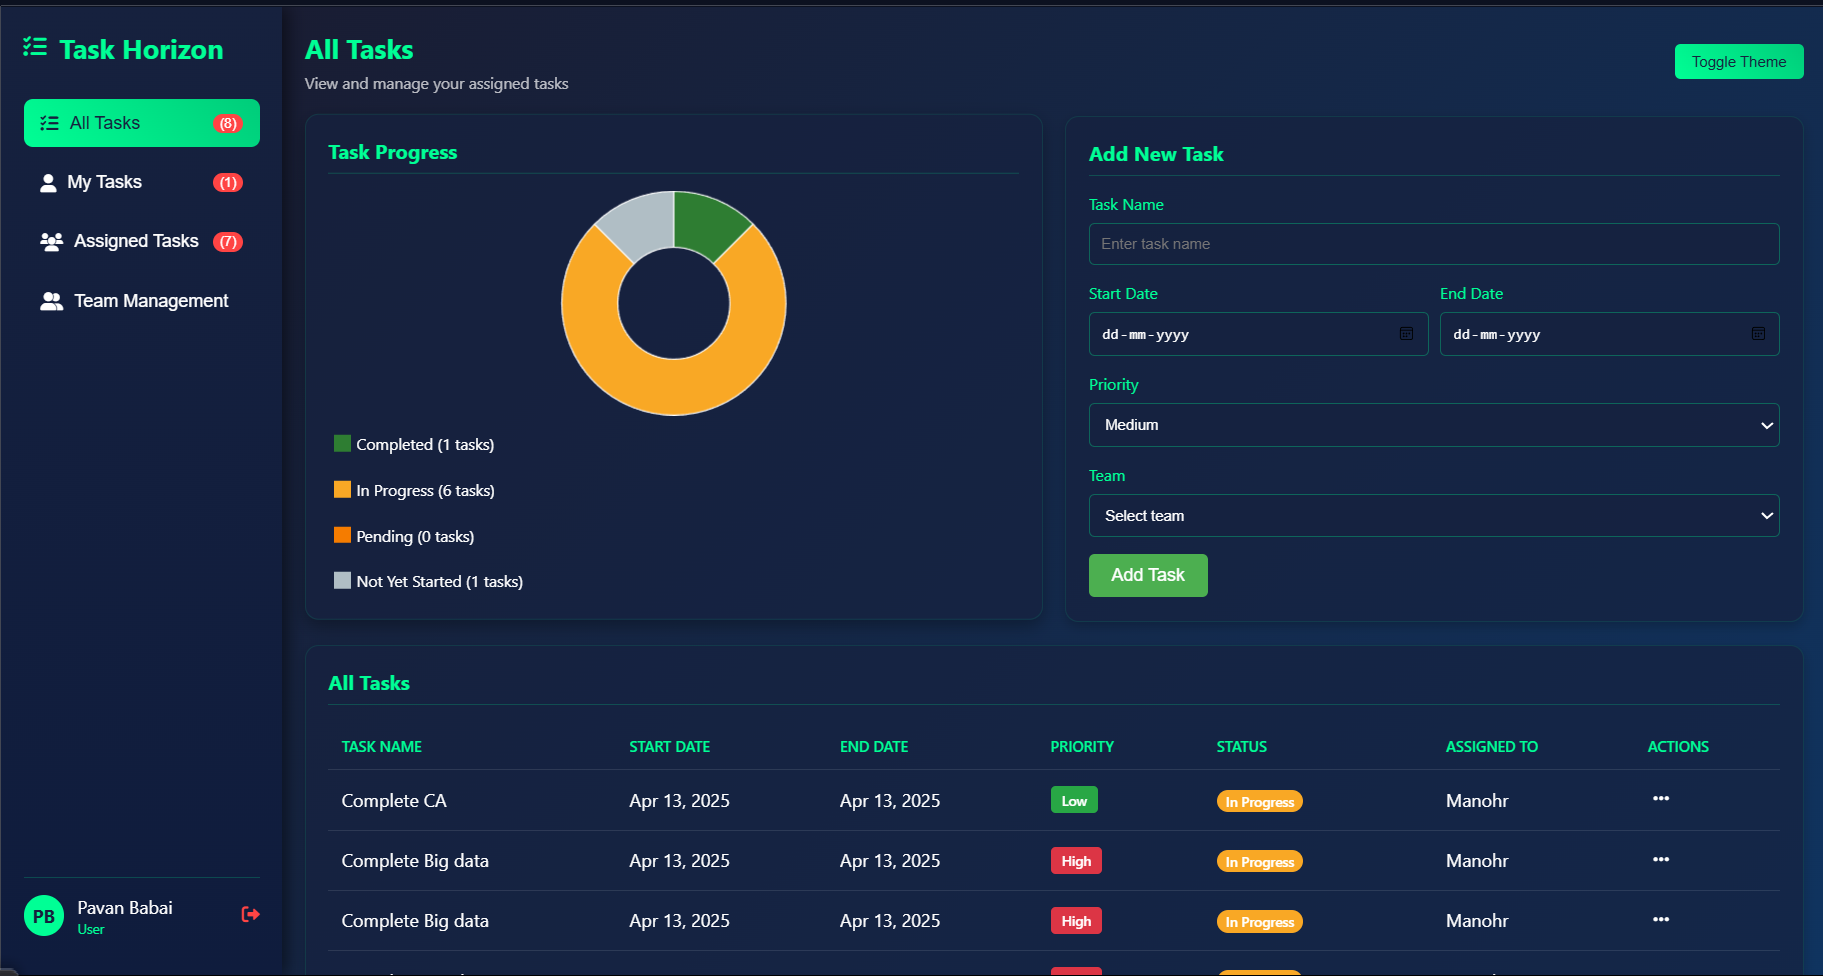 Task Horizon
All Tasks (8)
My Tasks (1)
Assigned Tasks (7)
Team Management
PB
Pavan Babai
User
All Tasks
View and manage your assigned tasks
Toggle Theme
Task Progress
Completed (1 tasks)
In Progress (6 tasks)
Pending (0 tasks)
Not Yet Started (1 tasks)
Add New Task
Task Name
Enter task name
Start Date End Date
dd-mm-yyyy dd-mm-yyyy
Priority
Medium
Team
Select team
Add Task
All Tasks
TASK NAME START DATE END DATE PRIORITY STATUS ASSIGNED TO ACTIONS
Complete CA Apr 13, 2025 Apr 13, 2025 Low In Progress Manohr •••
Complete Big data Apr 13, 2025 Apr 13, 2025 High In Progress Manohr •••
Complete Big data Apr 13, 2025 Apr 13, 2025 High In Progress Manohr •••